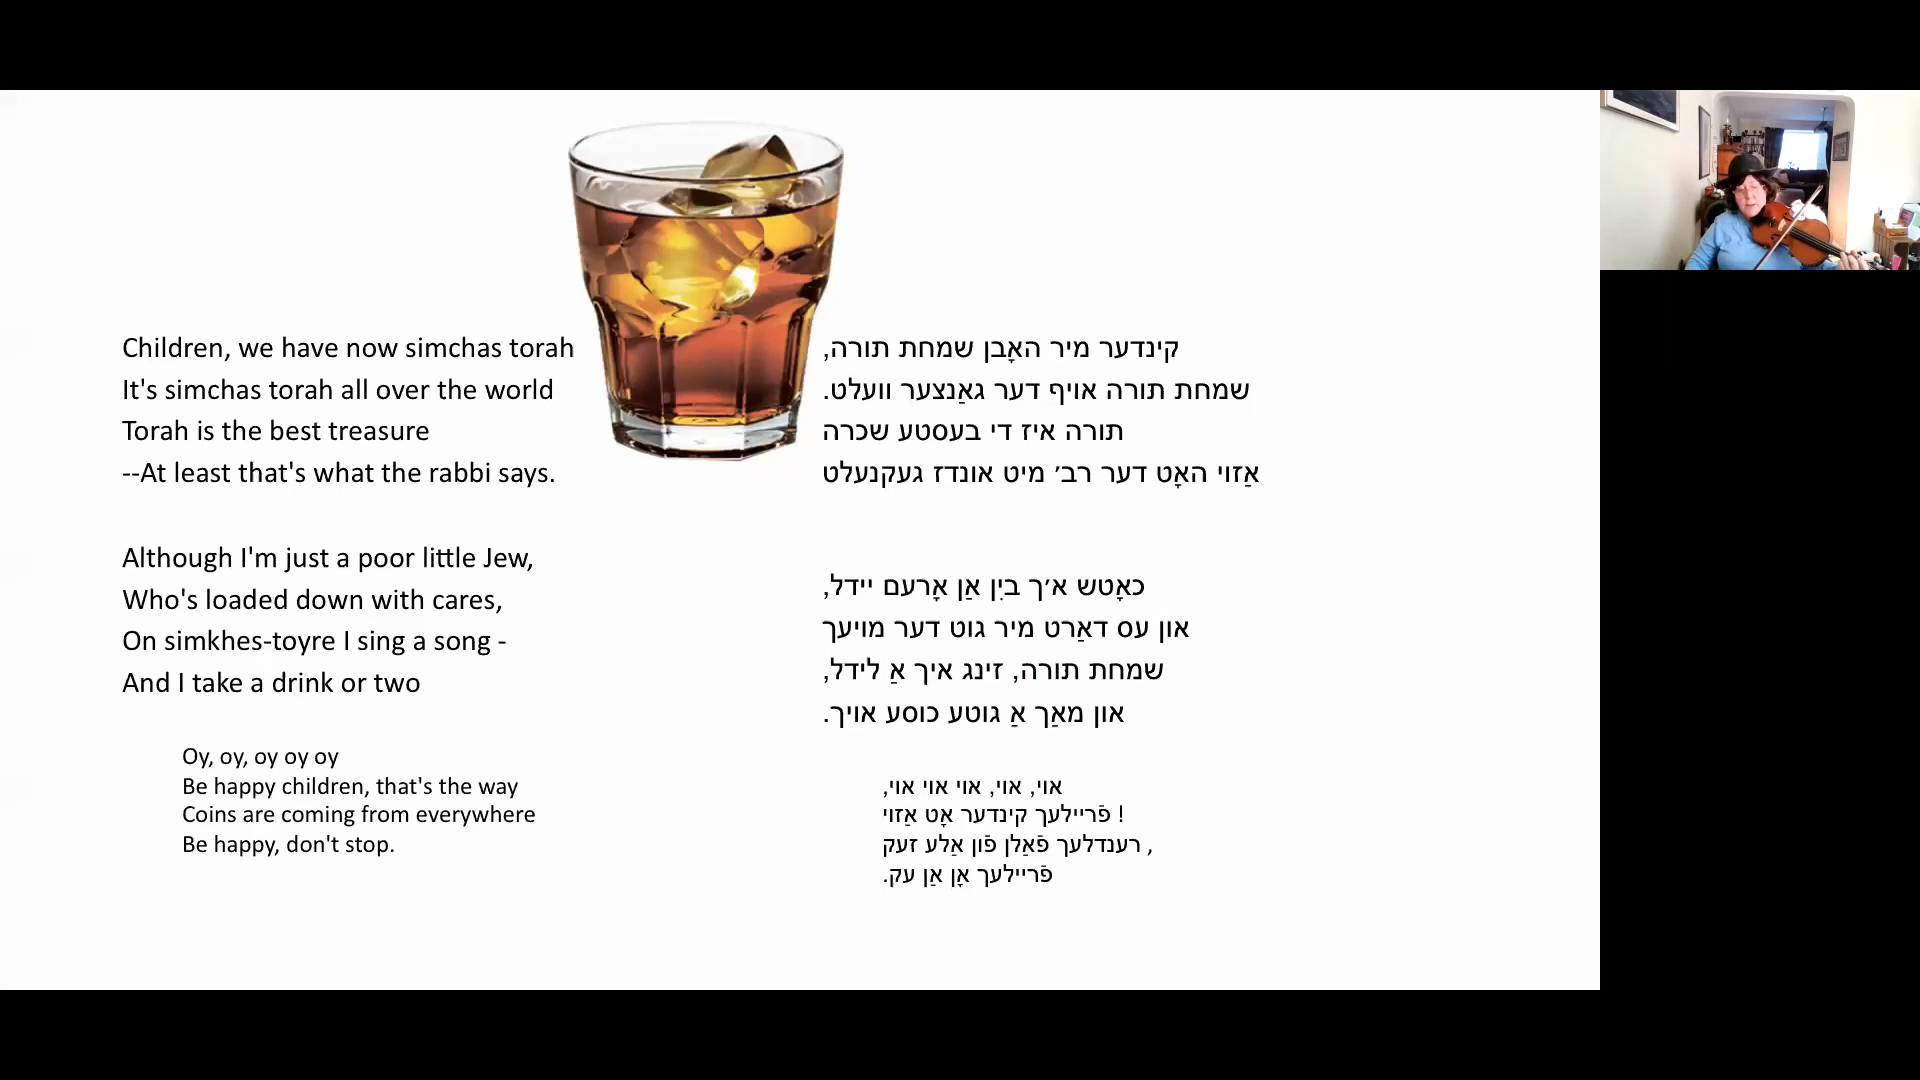 Children, we have now simchas torah
It's simchas torah all over the world
Torah is the best treasure
--At least that's what the rabbi says.
Although I'm just a poor little Jew,
Who's loaded down with cares,
On simkhes-toyre I sing a song -
And I take a drink or two
Oy, oy, oy oy oy
Be happy children, that's the way
Coins are coming from everywhere
Be happy, don't stop.
קינדער מיר האָבן שמחת תורה,
שמחת תורה אויף דער גאַנצער וועלט.
תורה איז די בעסטע שכרה
אַזוי האָט דער רב׳ מיט אונדז געקנעלט
כאָטש א׳ך בין אַן אָרעם יידל,
און עס דאַרט מיר גוט דער מויעך
שמחת תורה, זינג איך אַ לידל,
און מאַך אַ גוטע כוסע אויך.
אוי, אוי, אוי אוי אוי,
פֿריילעך קינדער אָט אַזוי !
רענדלעך פֿאַלן פֿון אַלע זעק ,
פֿריילעך אָן אַן עק.